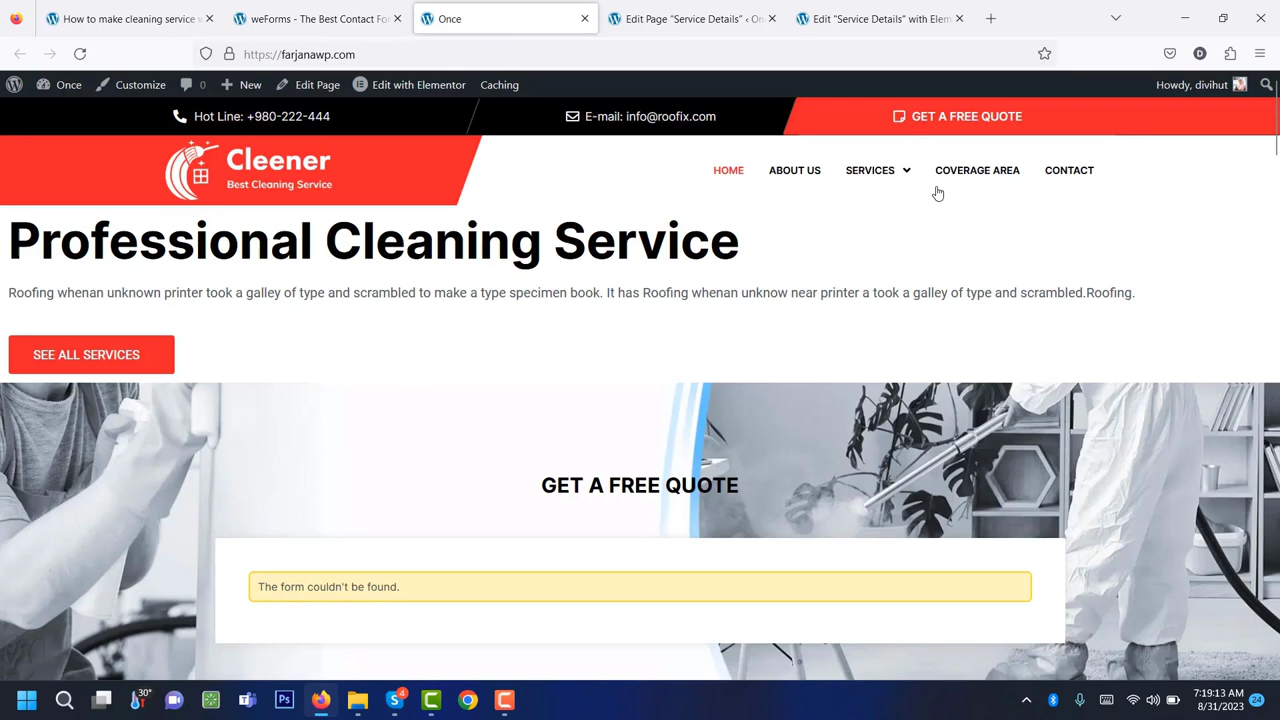 How to make cleaning service w
weForms - The Best Contact For
Once
Edit Page "Service Details" ‹ On
Edit "Service Details" with Elem
https://farjanawp.com
Once
Customize
0
New
Edit Page
Edit with Elementor
Caching
Howdy, divihut
Hot Line: +980-222-444
E-mail: info@roofix.com
GET A FREE QUOTE
Cleener
Best Cleaning Service
HOME
ABOUT US
SERVICES
COVERAGE AREA
CONTACT
Professional Cleaning Service
Roofing whenan unknown printer took a galley of type and scrambled to make a type specimen book. It has Roofing whenan unknow near printer a took a galley of type and scrambled.Roofing.
SEE ALL SERVICES
GET A FREE QUOTE
The form couldn't be found.
30°
Ps
4
7:19:13 AM
8/31/2023
24